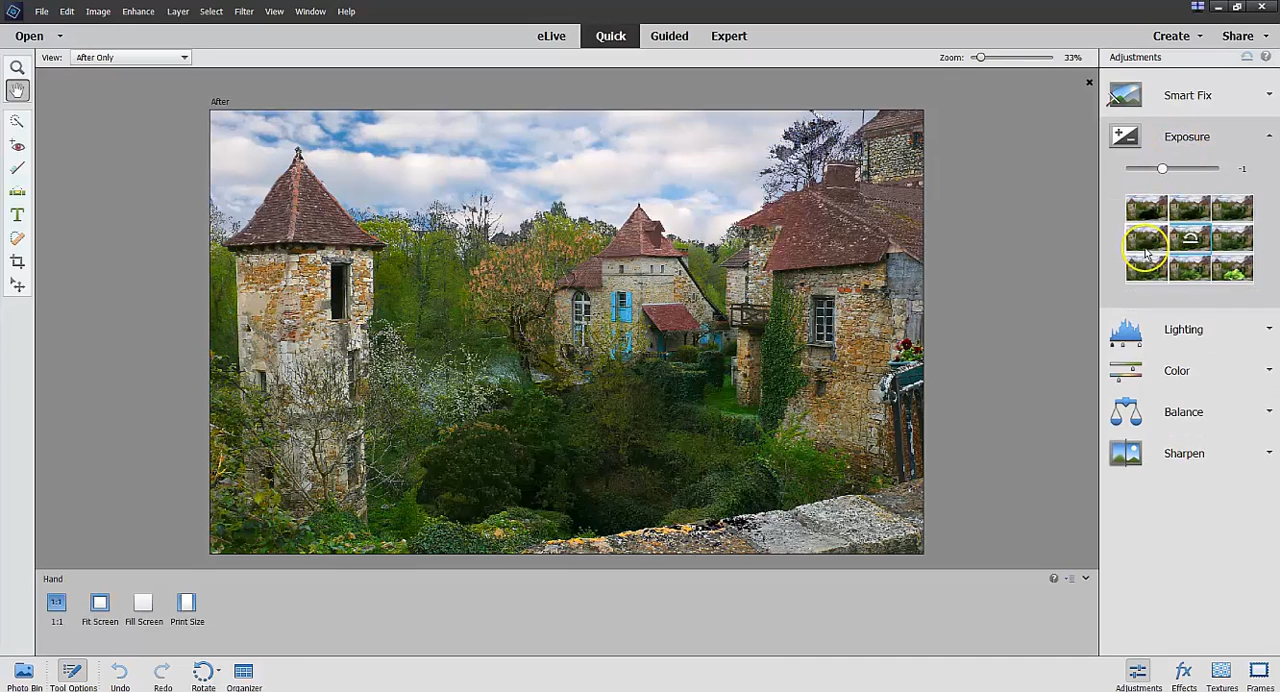 File Edit Image Enhance Layer Select Filter View Window Help
Open eLive Quick Guided Expert Create Share
View: After Only Zoom: 33% Adjustments
After
Smart Fix
Exposure
-1
Lighting
Color
Balance
Sharpen
Hand
1:1
1:1 Fit Screen Fill Screen Print Size
Photo Bin Tool Options Undo Redo Rotate Organizer Adjustments Effects Textures Frames